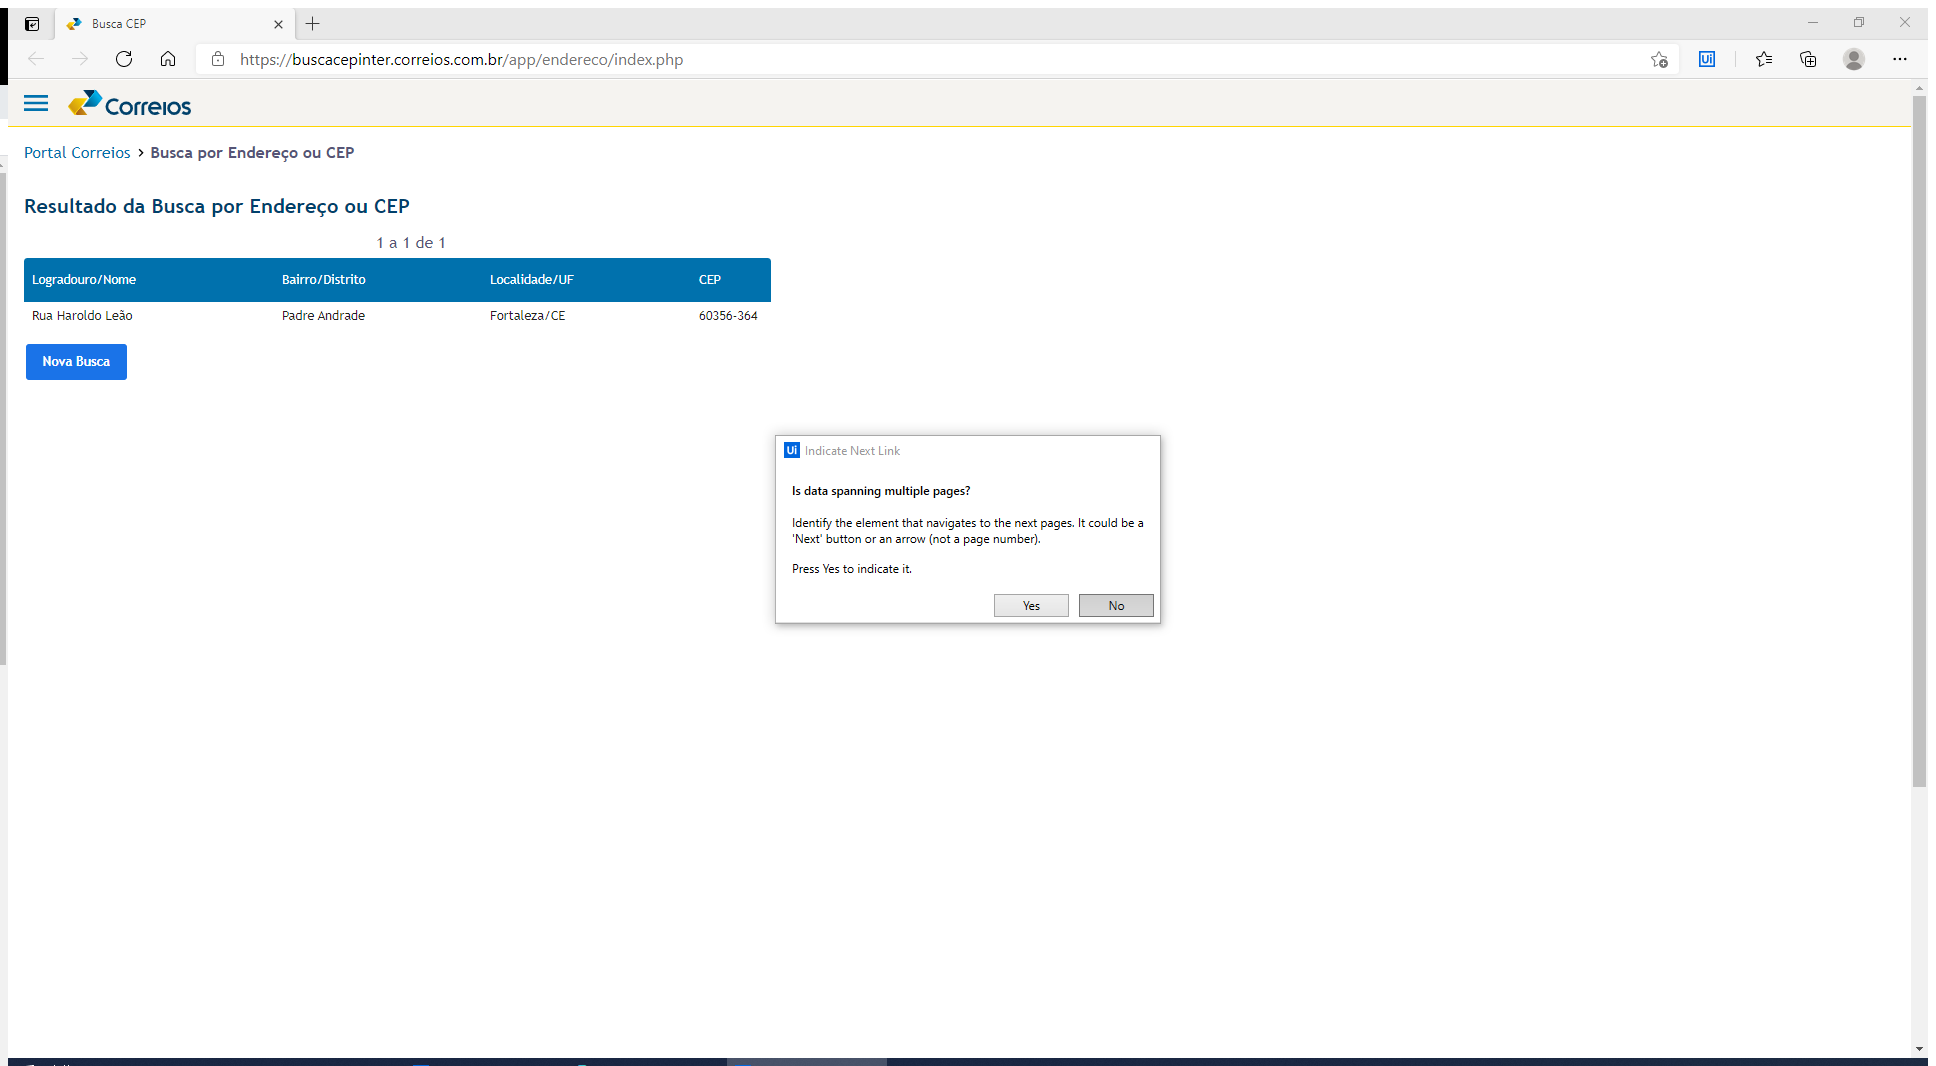 Busca CEP
https://buscacepinter.correios.com.br/app/endereco/index.php
Ui
Correios
Portal Correios > Busca por Endereço ou CEP
Resultado da Busca por Endereço ou CEP
1 a 1 de 1
Logradouro/Nome Bairro/Distrito Localidade/UF CEP
Rua Haroldo Leão Padre Andrade Fortaleza/CE 60356-364
Nova Busca
Ui Indicate Next Link
Is data spanning multiple pages?
Identify the element that navigates to the next pages. It could be a
'Next' button or an arrow (not a page number).
Press Yes to indicate it.
Yes No